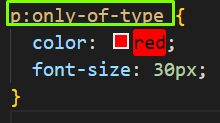 p:only-of-type {
color: red;
font-size: 30px;
}